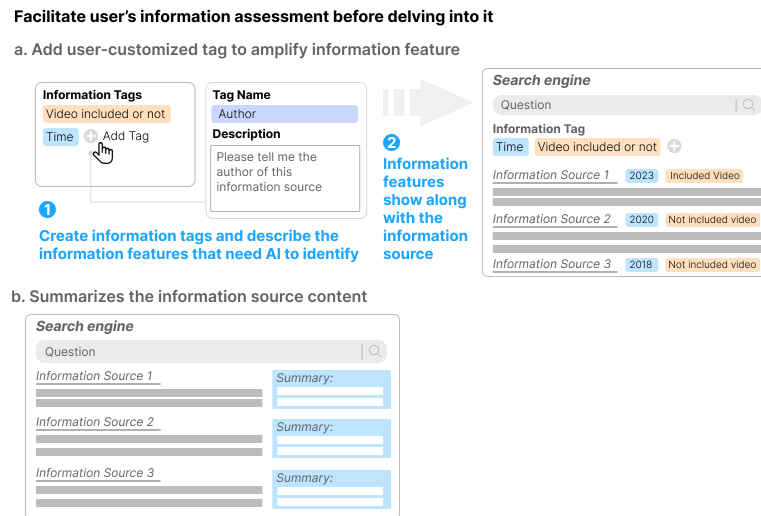 Facilitate user's information assessment before delving into it
a. Add user-customized tag to amplify information feature
Information Tags
Video included or not
Time
Add Tag
Tag Name
Author
Description
Please tell me the
author of this
information source
1
Create information tags and describe the
information features that need AI to identify
2
Information
features
show along
with the
information
source
Search engine
Question
Information Tag
Time Video included or not
Information Source 1 2023 Included Video
Information Source 2 2020 Not included video
Information Source 3 2018 Not included video
b. Summarizes the information source content
Search engine
Question
Information Source 1
Summary:
Information Source 2
Summary:
Information Source 3
Summary: